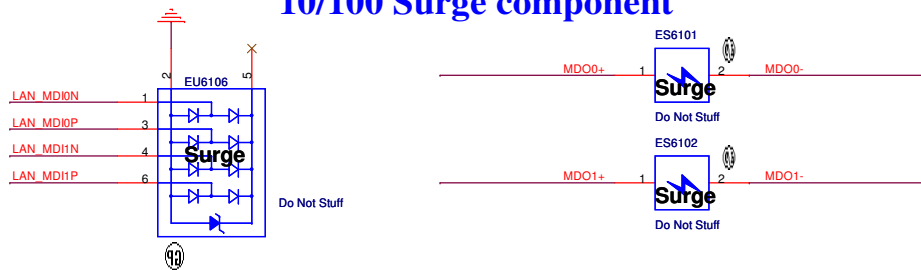 10/100 Surge component
2
5
EU6106
LAN_MDI0N
1
LAN_MDI0P
3
LAN_MDI1N
4
Surge
LAN_MDI1P
6
Do Not Stuff
ES6101
MDO0+
1
2
MDO0-
Surge
Do Not Stuff
ES6102
MDO1+
1
2
MDO1-
Surge
Do Not Stuff